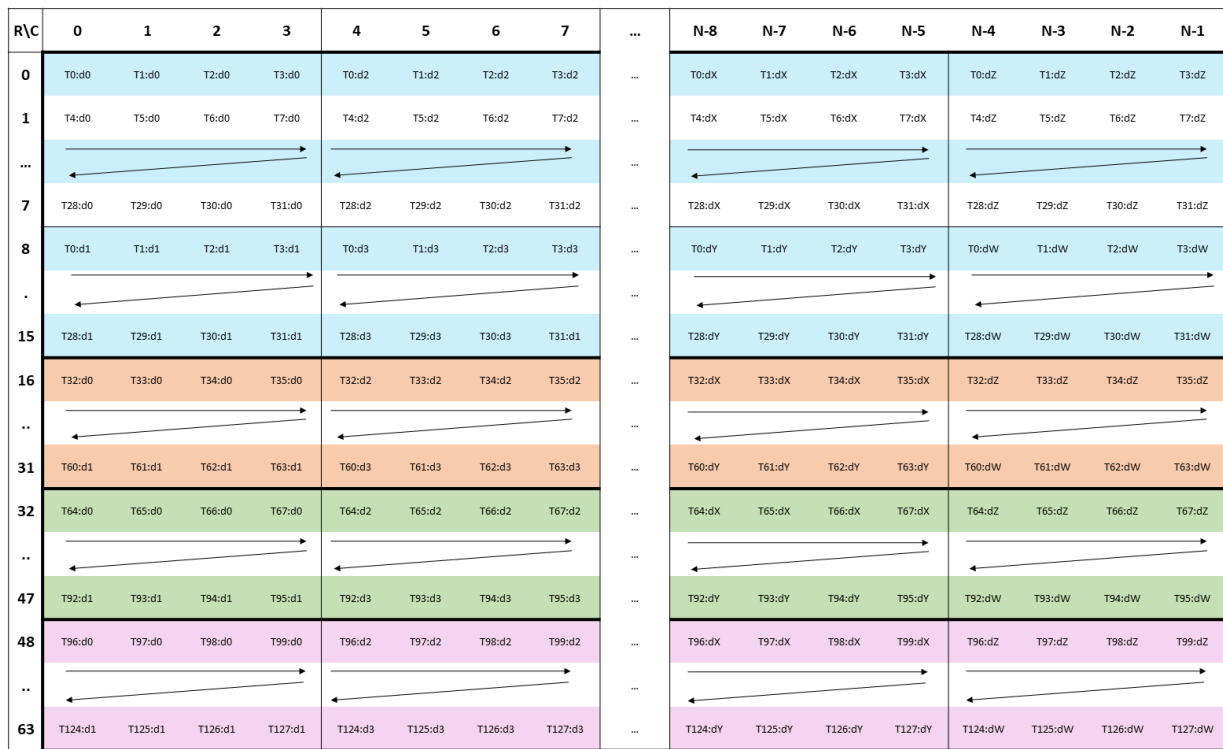 R\C 0 1 2 3 4 5 6 7 ... N-8 N-7 N-6 N-5 N-4 N-3 N-2 N-1
0 T0:d0 T1:d0 T2:d0 T3:d0 T0:d2 T1:d2 T2:d2 T3:d2 ... T0:dX T1:dX T2:dX T3:dX T0:dZ T1:dZ T2:dZ T3:dZ
1 T4:d0 T5:d0 T6:d0 T7:d0 T4:d2 T5:d2 T6:d2 T7:d2 ... T4:dX T5:dX T6:dX T7:dX T4:dZ T5:dZ T6:dZ T7:dZ
... ...
7 T28:d0 T29:d0 T30:d0 T31:d0 T28:d2 T29:d2 T30:d2 T31:d2 ... T28:dX T29:dX T30:dX T31:dX T28:dZ T29:dZ T30:dZ T31:dZ
8 T0:d1 T1:d1 T2:d1 T3:d1 T0:d3 T1:d3 T2:d3 T3:d3 ... T0:dY T1:dY T2:dY T3:dY T0:dW T1:dW T2:dW T3:dW
. ...
15 T28:d1 T29:d1 T30:d1 T31:d1 T28:d3 T29:d3 T30:d3 T31:d1 ... T28:dY T29:dY T30:dY T31:dY T28:dW T29:dW T30:dW T31:dW
16 T32:d0 T33:d0 T34:d0 T35:d0 T32:d2 T33:d2 T34:d2 T35:d2 ... T32:dX T33:dX T34:dX T35:dX T32:dZ T33:dZ T34:dZ T35:dZ
.. ...
31 T60:d1 T61:d1 T62:d1 T63:d1 T60:d3 T61:d3 T62:d3 T63:d3 ... T60:dY T61:dY T62:dY T63:dY T60:dW T61:dW T62:dW T63:dW
32 T64:d0 T65:d0 T66:d0 T67:d0 T64:d2 T65:d2 T66:d2 T67:d2 ... T64:dX T65:dX T66:dX T67:dX T64:dZ T65:dZ T66:dZ T67:dZ
.. ...
47 T92:d1 T93:d1 T94:d1 T95:d1 T92:d3 T93:d3 T94:d3 T95:d3 ... T92:dY T93:dY T94:dY T95:dY T92:dW T93:dW T94:dW T95:dW
48 T96:d0 T97:d0 T98:d0 T99:d0 T96:d2 T97:d2 T98:d2 T99:d2 ... T96:dX T97:dX T98:dX T99:dX T96:dZ T97:dZ T98:dZ T99:dZ
.. ...
63 T124:d1 T125:d1 T126:d1 T127:d1 T124:d3 T125:d3 T126:d3 T127:d3 ... T124:dY T125:dY T126:dY T127:dY T124:dW T125:dW T126:dW T127:dW